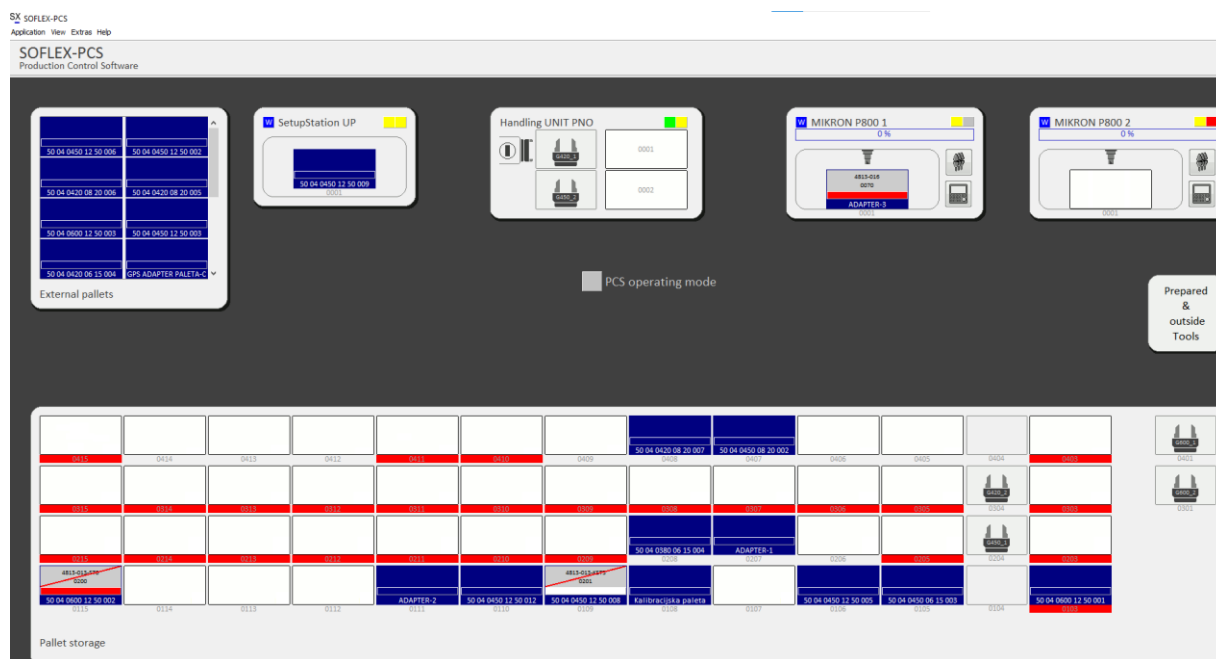 SX SOFLEX-PCS
Application View Extras Help
SOFLEX-PCS
Production Control Software
50 04 0450 12 50 006
50 04 0450 12 50 002
50 04 0420 08 20 006
50 04 0420 08 20 005
50 04 0600 12 50 003
50 04 0450 12 50 003
50 04 0420 06 15 004
GPS ADAPTER PALETA-C
External pallets
W SetupStation UP
50 04 0450 12 50 009
0001
Handling UNIT PNO
G420_1
0001
G450_2
0002
W MIKRON P800 1
0 %
4813-016
0070
ADAPTER-3
0001
W MIKRON P800 2
0 %
0001
PCS operating mode
Prepared
&
outside
Tools
50 04 0420 08 20 007
50 04 0450 08 20 002
G600_1
0415
0414
0413
0412
0411
0410
0409
0408
0407
0406
0405
0404
0403
0401
G420_2
G600_2
0315
0314
0313
0312
0311
0310
0309
0308
0307
0306
0305
0304
0303
0301
50 04 0380 06 15 004
ADAPTER-1
G450_1
0215
0214
0213
0212
0211
0210
0209
0208
0207
0206
0205
0204
0203
0200
0201
50 04 0600 12 50 002
ADAPTER-2
50 04 0450 12 50 012
50 04 0450 12 50 008
Kalibracijska paleta
50 04 0450 12 50 005
50 04 0450 06 15 003
50 04 0600 12 50 001
0115
0114
0113
0112
0111
0110
0109
0108
0107
0106
0105
0104
0103
Pallet storage